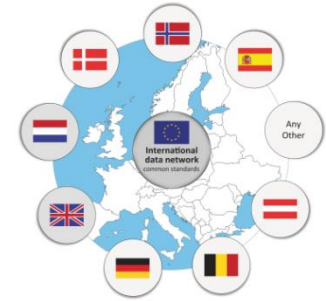 Any
Other
International
data network
common standards